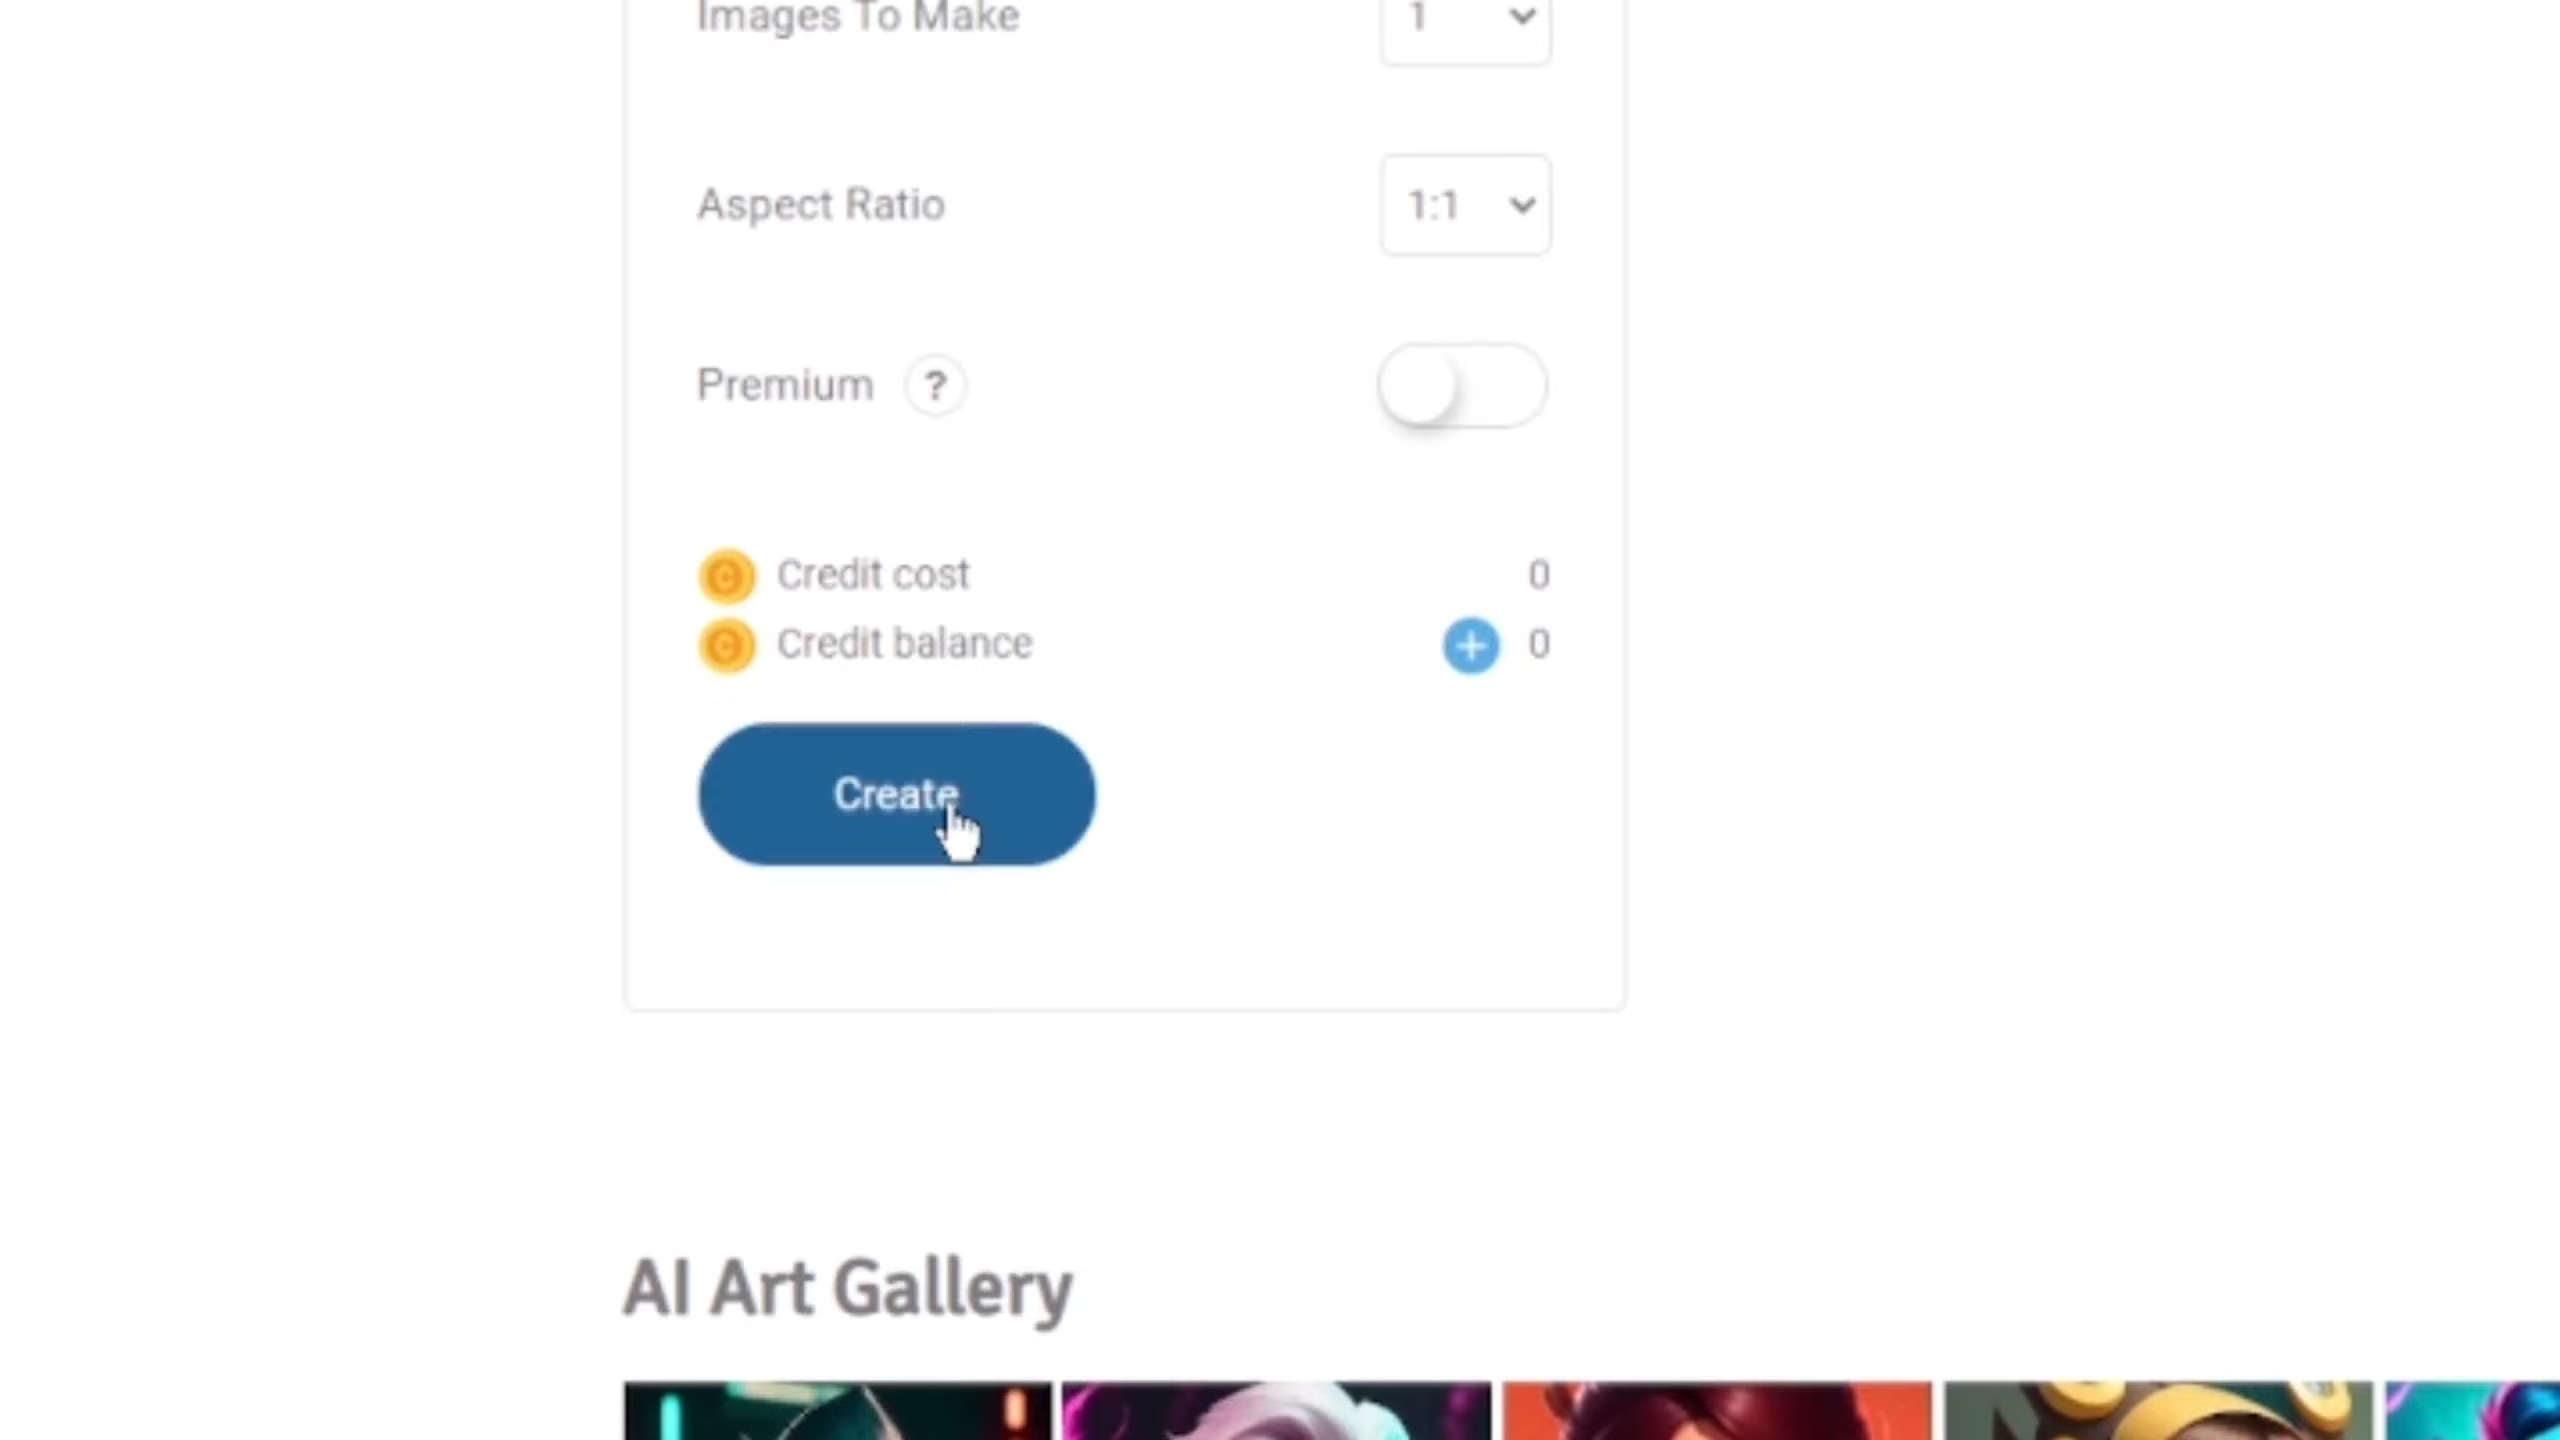 Images To Make 1
Aspect Ratio 1:1
Premium ?
Credit cost 0
Credit balance 0
Create
AI Art Gallery